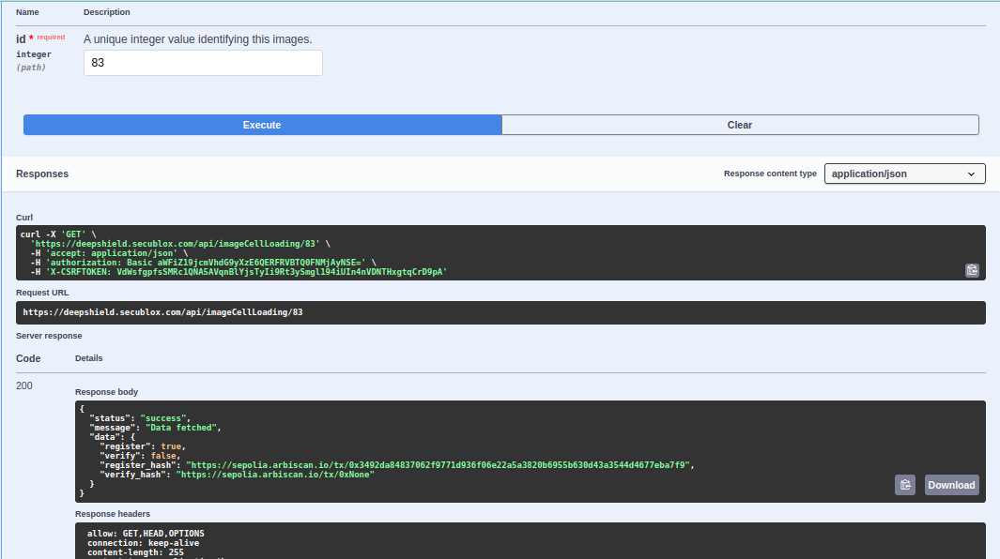 Name Description
id * required A unique integer value identifying this images.
integer
(path)
83
Execute Clear
Responses Response content type application/json
Curl
curl -X 'GET' \
'https://deepshield.secublox.com/api/imageCellLoading/83' \
-H 'accept: application/json' \
-H 'authorization: Basic aWFiZ19jcmVhdG9yXzE6QERFRVBTQ0FNMjAyNSE=' \
-H 'X-CSRFTOKEN: VdWsfgpfsSMRc1QNA5AVqnBlYjsTyIi9Rt3ySmgl194iUIn4nVDNTHxgtqCrD9pA'
Request URL
https://deepshield.secublox.com/api/imageCellLoading/83
Server response
Code Details
200
Response body
{
"status": "success",
"message": "Data fetched",
"data": {
"register": true,
"verify": false,
"register_hash": "https://sepolia.arbiscan.io/tx/0x3492da84837062f9771d936f06e22a5a3820b6955b630d43a3544d4677eba7f9",
"verify_hash": "https://sepolia.arbiscan.io/tx/0xNone"
}
}
Download
Response headers
allow: GET,HEAD,OPTIONS
connection: keep-alive
content-length: 255